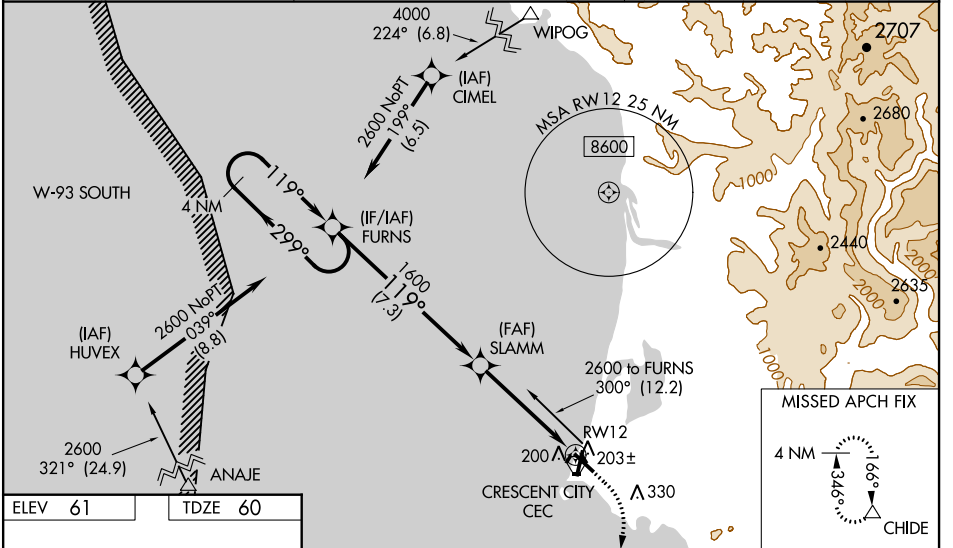 4000
224° (6.8)
WIPOG
2707
(IAF)
CIMEL
2680
MSA RW12 25 NM
2600 NoPT
199°
(6.5)
8600
1000
W-93 SOUTH
4 NM
119°
299°
(IF/IAF)
FURNS
2440
2000
2635
2000
1600
119°
(7.3)
2600 NoPT
039°
(8.8)
(IAF)
HUVEX
(FAF)
SLAMM
1000
2600 to FURNS
300° (12.2)
MISSED APCH FIX
2600
321° (24.9)
ANAJE
RW12
200
203±
4 NM
346°
166°
CHIDE
CRESCENT CITY
CEC
330
ELEV 61
TDZE 60